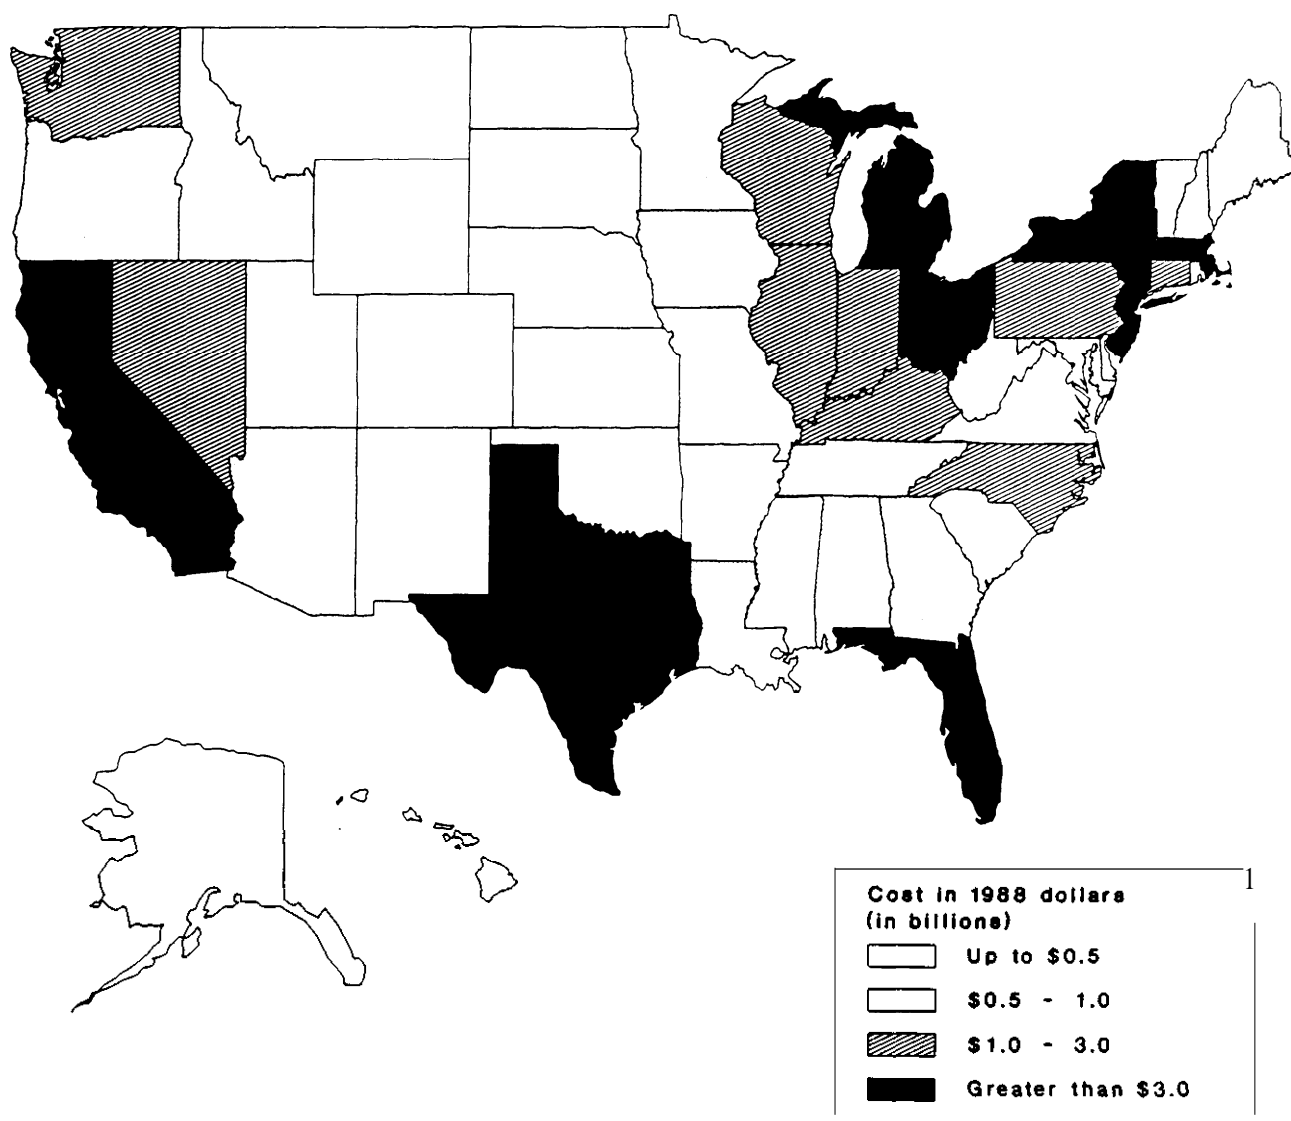 1
Cost in 1988 dollars
(in billions)
Up to $0.5
$0.5 - 1.0
$1.0 - 3.0
Greater than $3.0